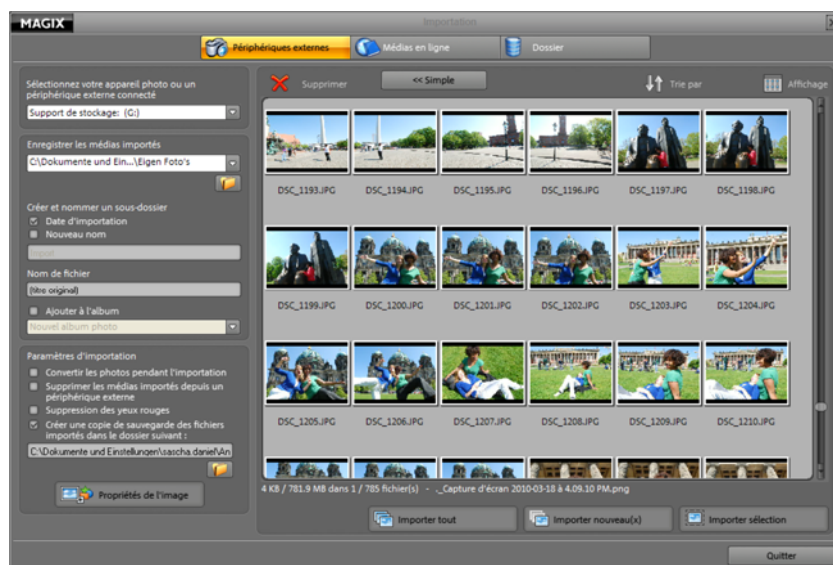 MAGIX
Importation
Périphériques externes
Médias en ligne
Dossier
Sélectionnez votre appareil photo ou un
périphérique externe connecté
Support de stockage: (G:)
Enregistrer les médias importés
C:\Dokumente und Ein...\Eigen Foto's
Créer et nommer un sous-dossier
Date d'importation
Nouveau nom
Import
Nom de fichier
(titre original)
Ajouter à l'album
Nouvel album photo
Paramètres d'importation
Convertir les photos pendant l'importation
Supprimer les médias importés depuis un
périphérique externe
Suppression des yeux rouges
Créer une copie de sauvegarde des fichiers
importés dans le dossier suivant :
C:\Dokumente und Einstellungen\sascha.daniel\An
Propriétés de l'image
Supprimer
<< Simple
Trie par
Affichage
DSC_1193.JPG
DSC_1194.JPG
DSC_1195.JPG
DSC_1196.JPG
DSC_1197.JPG
DSC_1198.JPG
DSC_1199.JPG
DSC_1200.JPG
DSC_1201.JPG
DSC_1202.JPG
DSC_1203.JPG
DSC_1204.JPG
DSC_1205.JPG
DSC_1206.JPG
DSC_1207.JPG
DSC_1208.JPG
DSC_1209.JPG
DSC_1210.JPG
4 KB / 781.9 MB dans 1 / 785 fichier(s) - ._Capture d'écran 2010-03-18 à 4.09.10 PM.png
Importer tout
Importer nouveau(x)
Importer sélection
Quitter